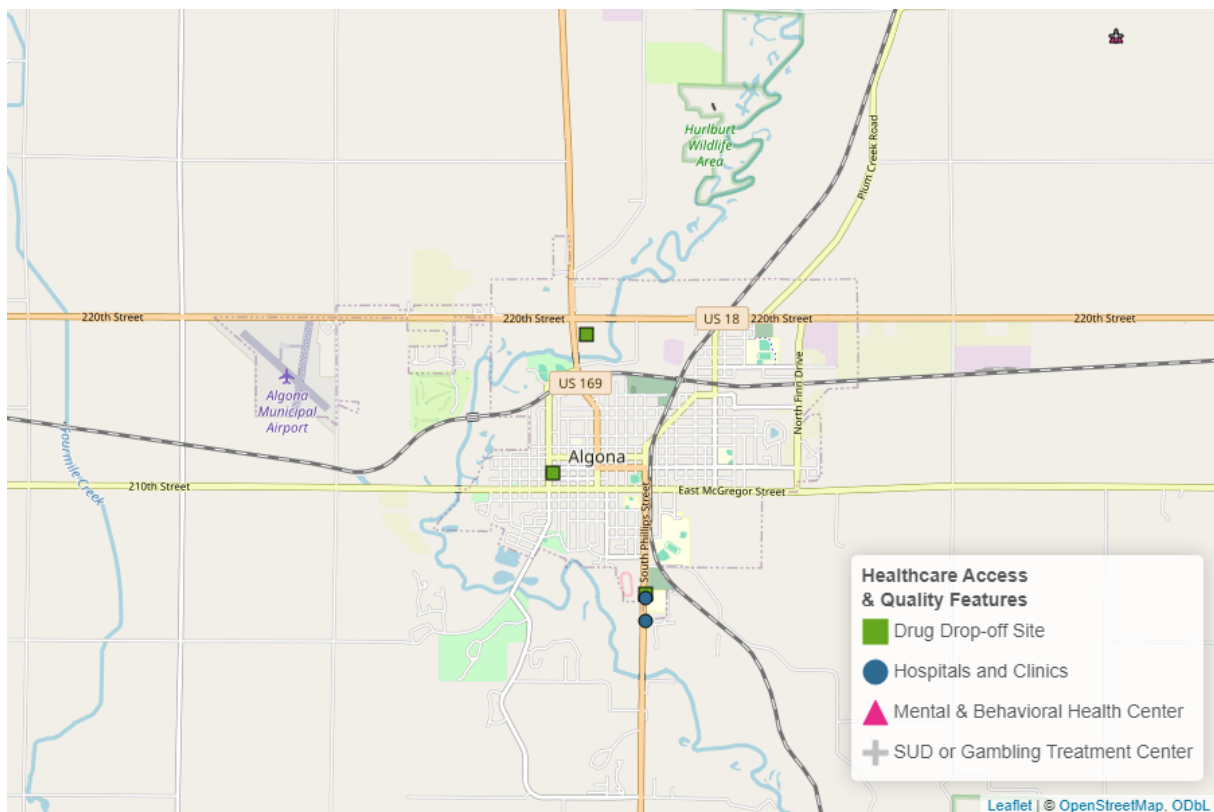 Hurlburt
Wildlife
Area
Plum Creek Road
220th Street
220th Street
US 18
220th Street
220th Street
US 169
Algona
Municipal
Airport
North Finn Drive
Fourmile Creek
Algona
210th Street
East McGregor Street
South Phillips Street
Healthcare Access
& Quality Features
Drug Drop-off Site
Hospitals and Clinics
Mental & Behavioral Health Center
SUD or Gambling Treatment Center
Leaflet | © OpenStreetMap, ODbL